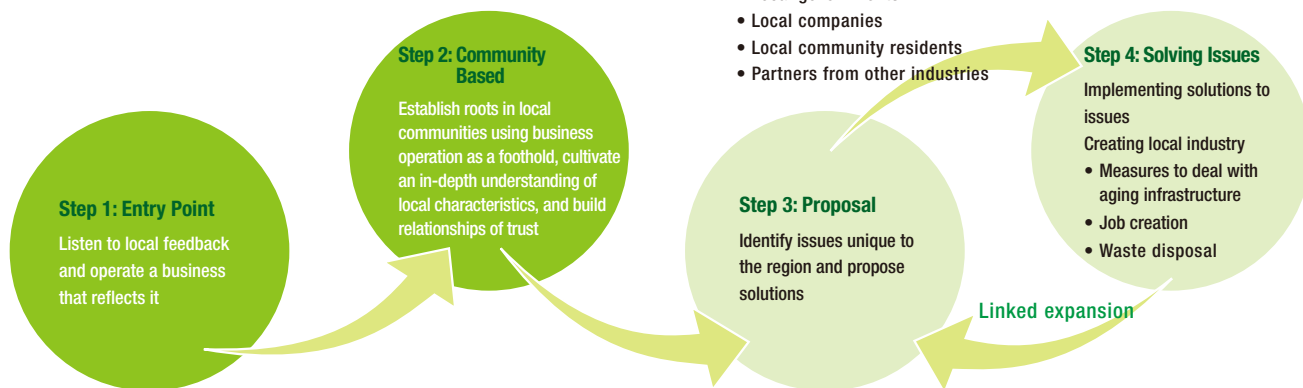 Step 1: Entry Point
Listen to local feedback
and operate a business
that reflects it
Step 2: Community
Based
Establish roots in local
communities using business
operation as a foothold, cultivate
an in-depth understanding of
local characteristics, and build
relationships of trust
• Local companies
• Local community residents
• Partners from other industries
Step 3: Proposal
Identify issues unique to
the region and propose
solutions
Step 4: Solving Issues
Implementing solutions to
issues
Creating local industry
• Measures to deal with
aging infrastructure
• Job creation
• Waste disposal
Linked expansion